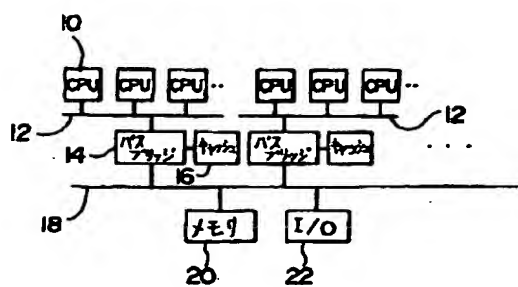 10
CPU CPU CPU ‥ CPU CPU CPU ‥
12 12
14 バス ブリッジ キャッシュ バス ブリッジ キャッシュ . . .
16
18
メモリ I/O
20 22